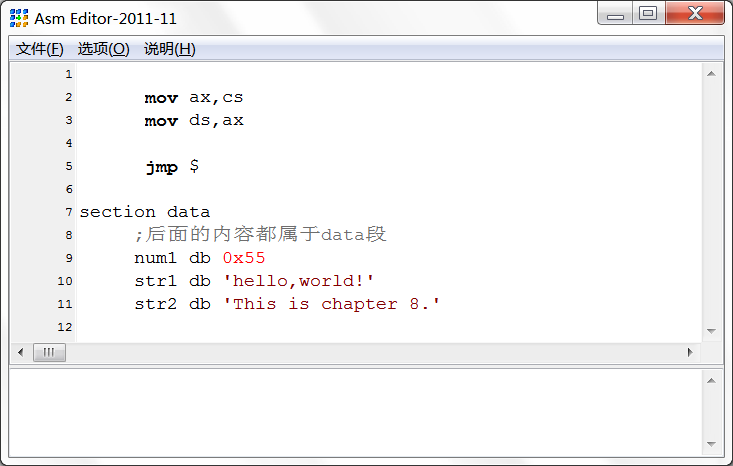 Asm Editor-2011-11
文件(F) 选项(O) 说明(H)
1
2 mov ax,cs
3 mov ds,ax
4
5 jmp $
6
7 section data
8 ;后面的内容都属于data段
9 num1 db 0x55
10 str1 db 'hello,world!'
11 str2 db 'This is chapter 8.'
12